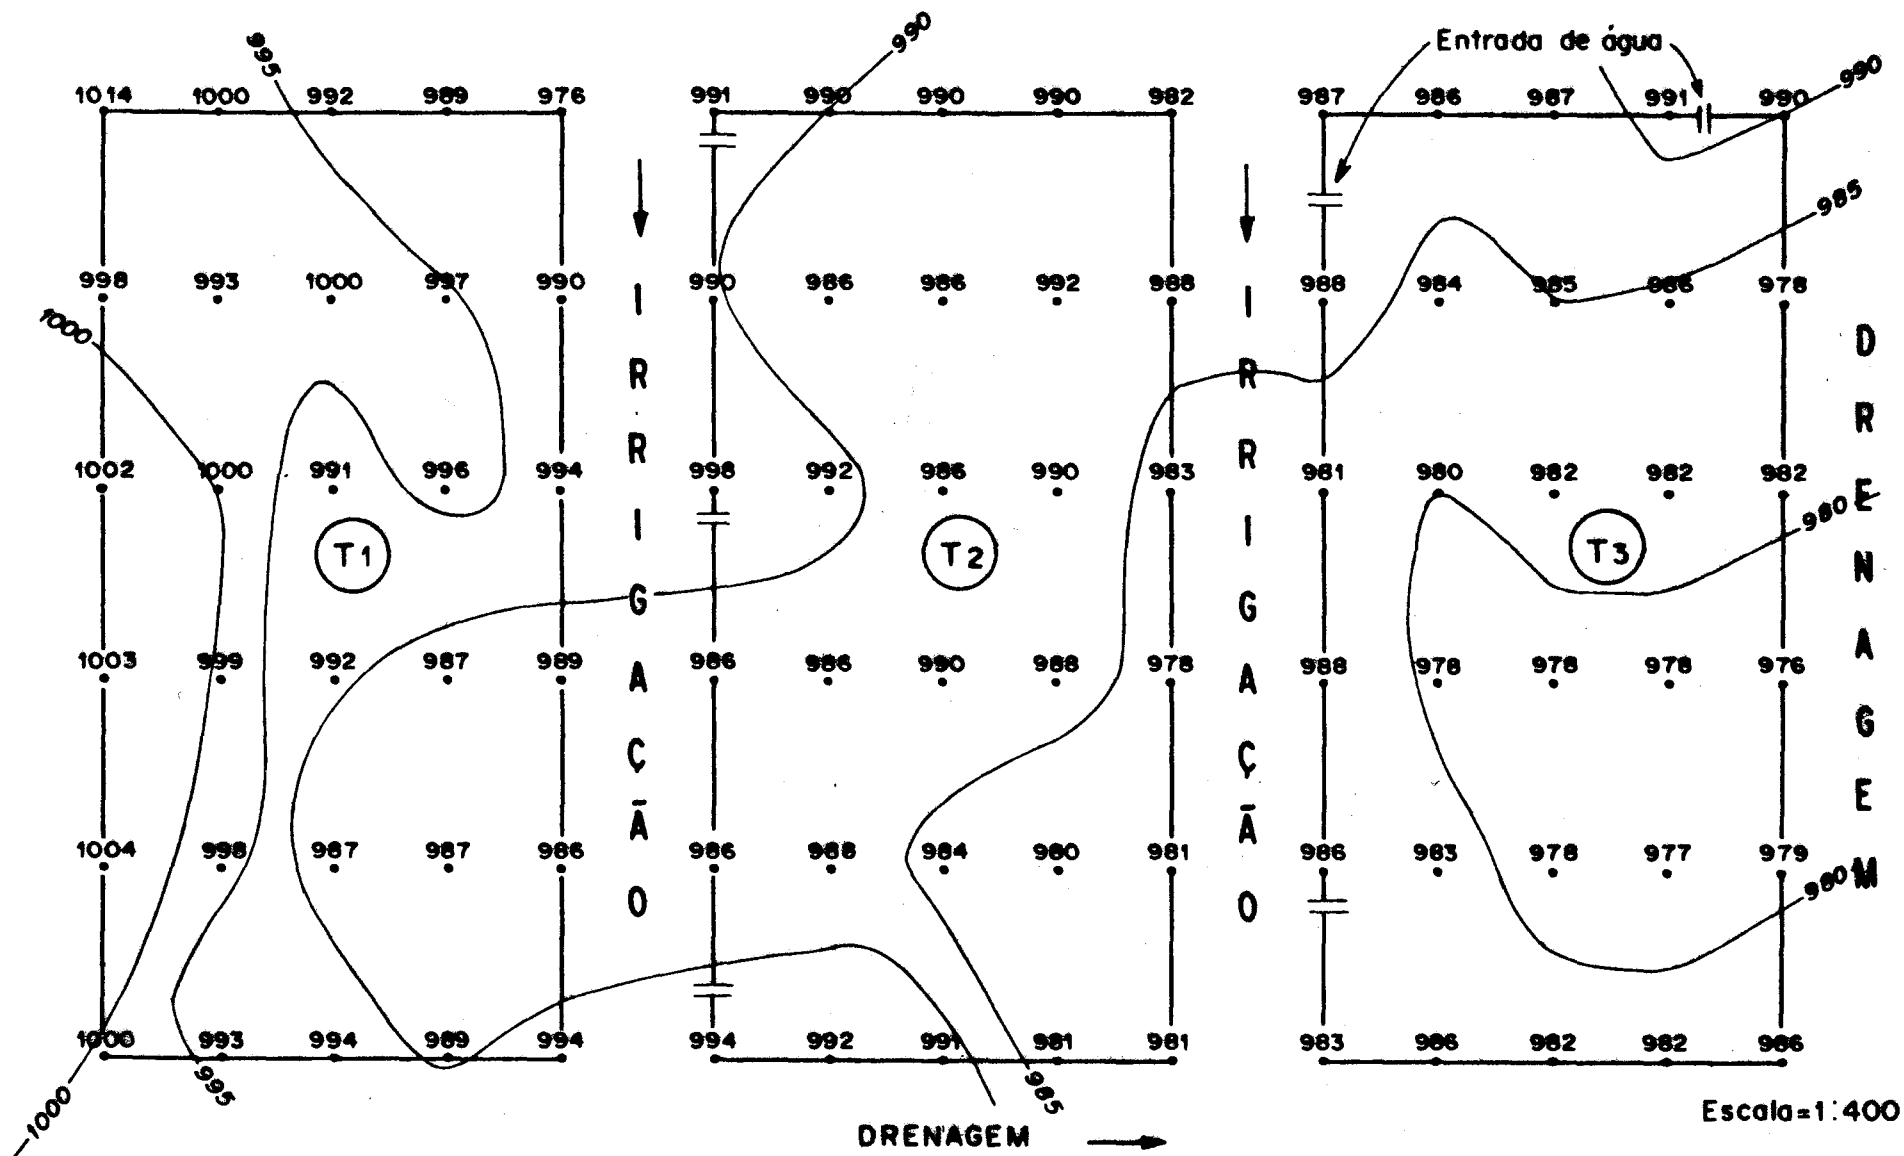 995
990
Entrada de água
990
1014 1000 992 989 976 991 990 990 990 982 987 986 987 991 990
985
998 993 1000 997 990 990 986 986 992 988 988 984 985 986 978
1000
1002 1000 991 996 994 998 992 986 990 983 981 980 982 982 982
980
T1 T2 T3
1003 999 992 987 989 986 986 990 988 978 988 978 978 978 976
1004 998 987 987 986 986 988 984 980 981 986 983 978 977 979
980
1000 993 994 989 994 994 992 991 981 981 983 986 982 982 986
1000
995
985
IRRIGAÇÃO
IRRIGAÇÃO
DRENAGEM
DRENAGEM
Escala=1:400